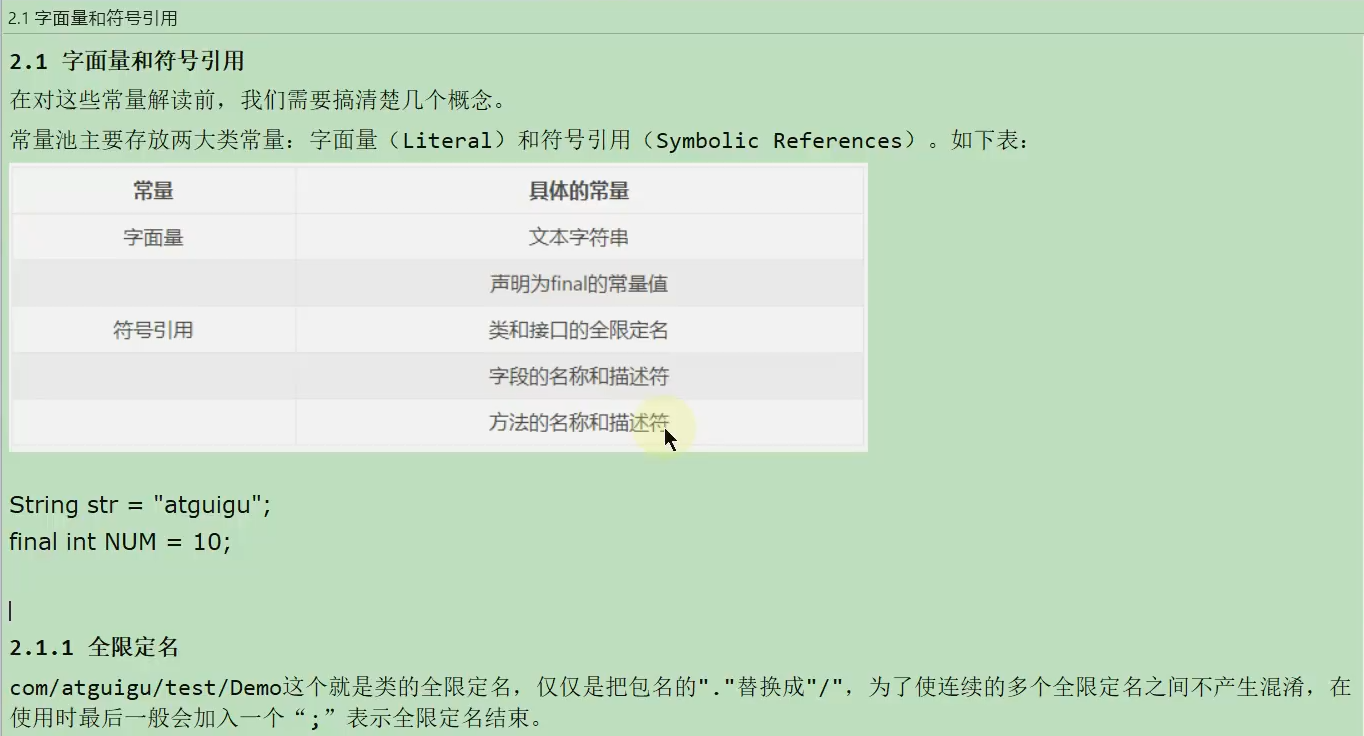 2.1 字面量和符号引用
2.1 字面量和符号引用
在对这些常量解读前，我们需要搞清楚几个概念。
常量池主要存放两大类常量：字面量（Literal）和符号引用（Symbolic References）。如下表：
常量 具体的常量
字面量 文本字符串
声明为final的常量值
符号引用 类和接口的全限定名
字段的名称和描述符
方法的名称和描述符
String str = "atguigu";
final int NUM = 10;
2.1.1 全限定名
com/atguigu/test/Demo这个就是类的全限定名，仅仅是把包名的"."替换成"/"，为了使连续的多个全限定名之间不产生混淆，在
使用时最后一般会加入一个“;”表示全限定名结束。